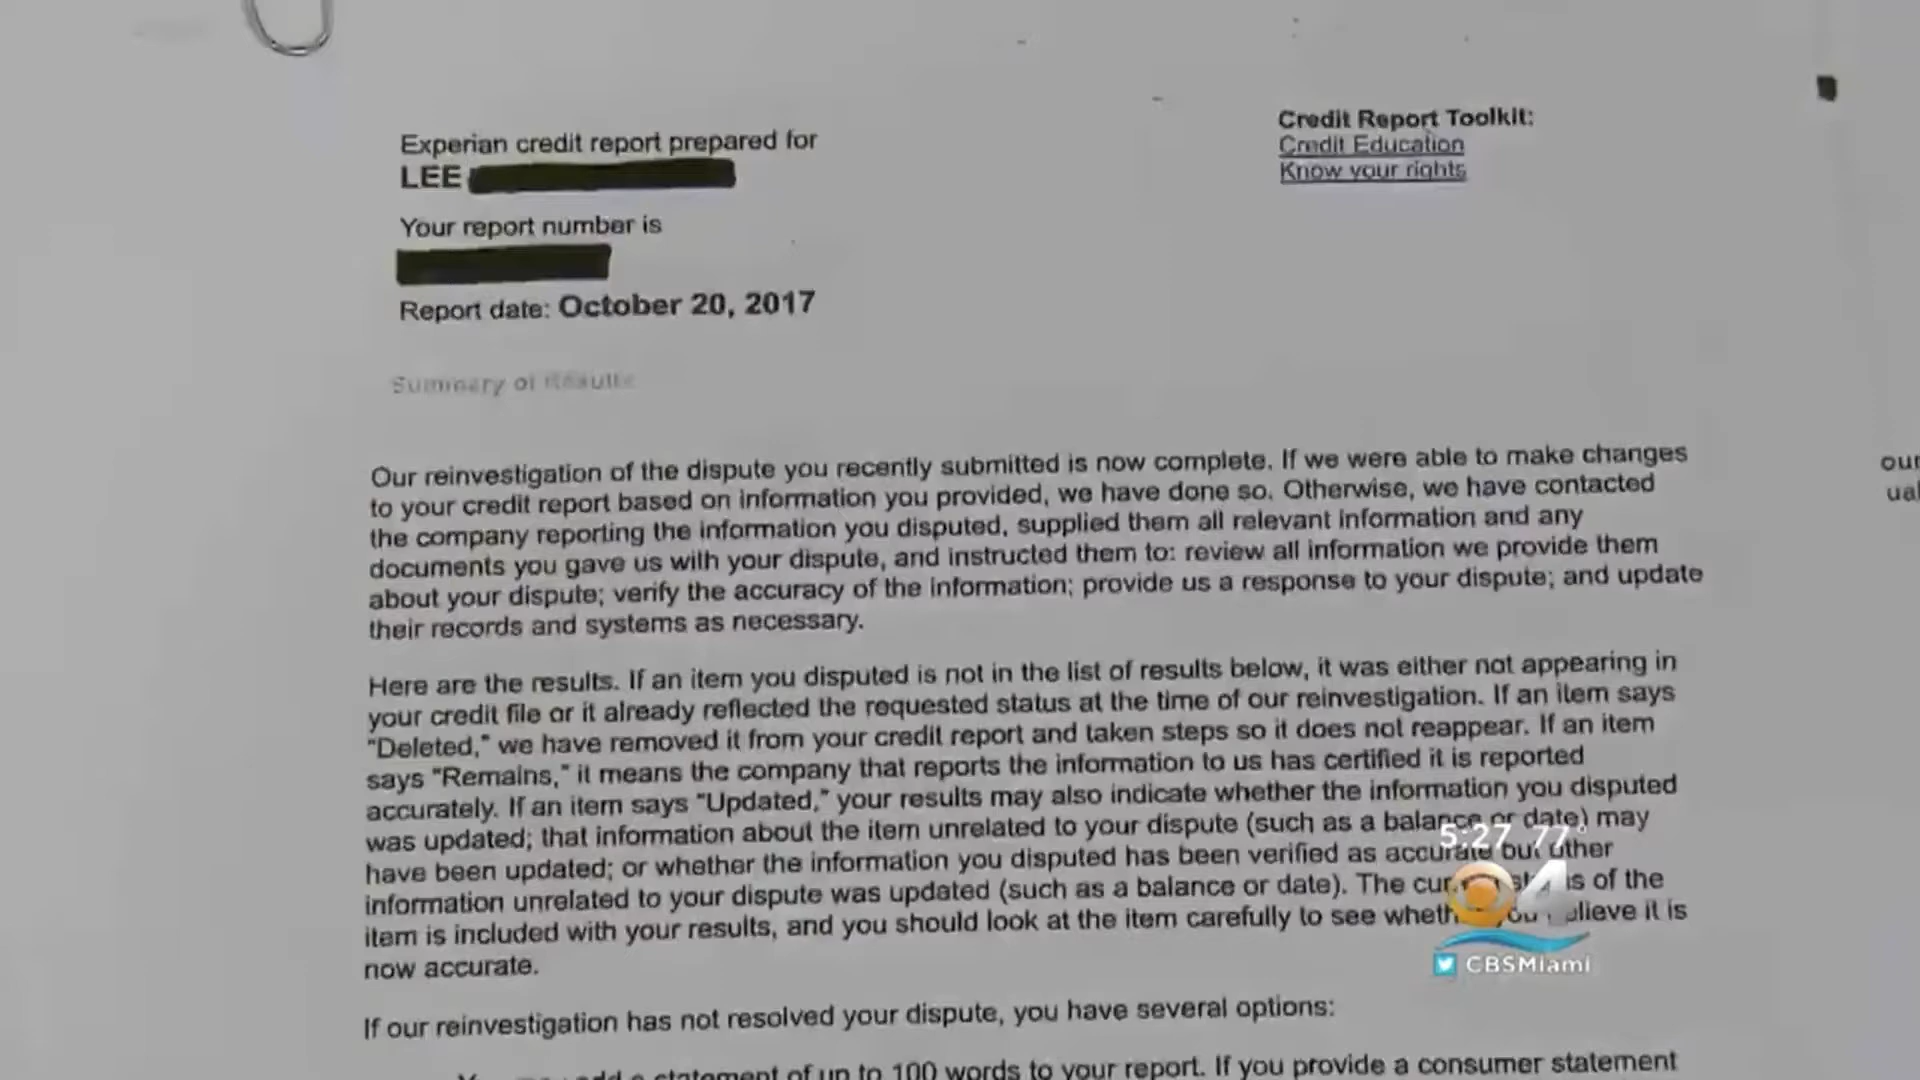 Experian credit report prepared for
LEE
Your report number is
Report date: October 20, 2017
Credit Report Toolkit:
Credit Education
Know your rights
Summary of Results
Our reinvestigation of the dispute you recently submitted is now complete. If we were able to make changes
to your credit report based on information you provided, we have done so. Otherwise, we have contacted
the company reporting the information you disputed, supplied them all relevant information and any
documents you gave us with your dispute, and instructed them to: review all information we provide them
about your dispute; verify the accuracy of the information; provide us a response to your dispute; and update
their records and systems as necessary.
Here are the results. If an item you disputed is not in the list of results below, it was either not appearing in
your credit file or it already reflected the requested status at the time of our reinvestigation. If an item says
"Deleted," we have removed it from your credit report and taken steps so it does not reappear. If an item
says "Remains," it means the company that reports the information to us has certified it is reported
accurately. If an item says "Updated," your results may also indicate whether the information you disputed
was updated; that information about the item unrelated to your dispute (such as a balance or date) may
have been updated; or whether the information you disputed has been verified as accurate but other
information unrelated to your dispute was updated (such as a balance or date). The of the
item is included with your results, and you should look at the item carefully to see it is
now accurate.
If our reinvestigation has not resolved your dispute, you have several options:
statement of up to 100 words to your report. If you provide a consumer statement
5:27 77°
4
CBSMiami